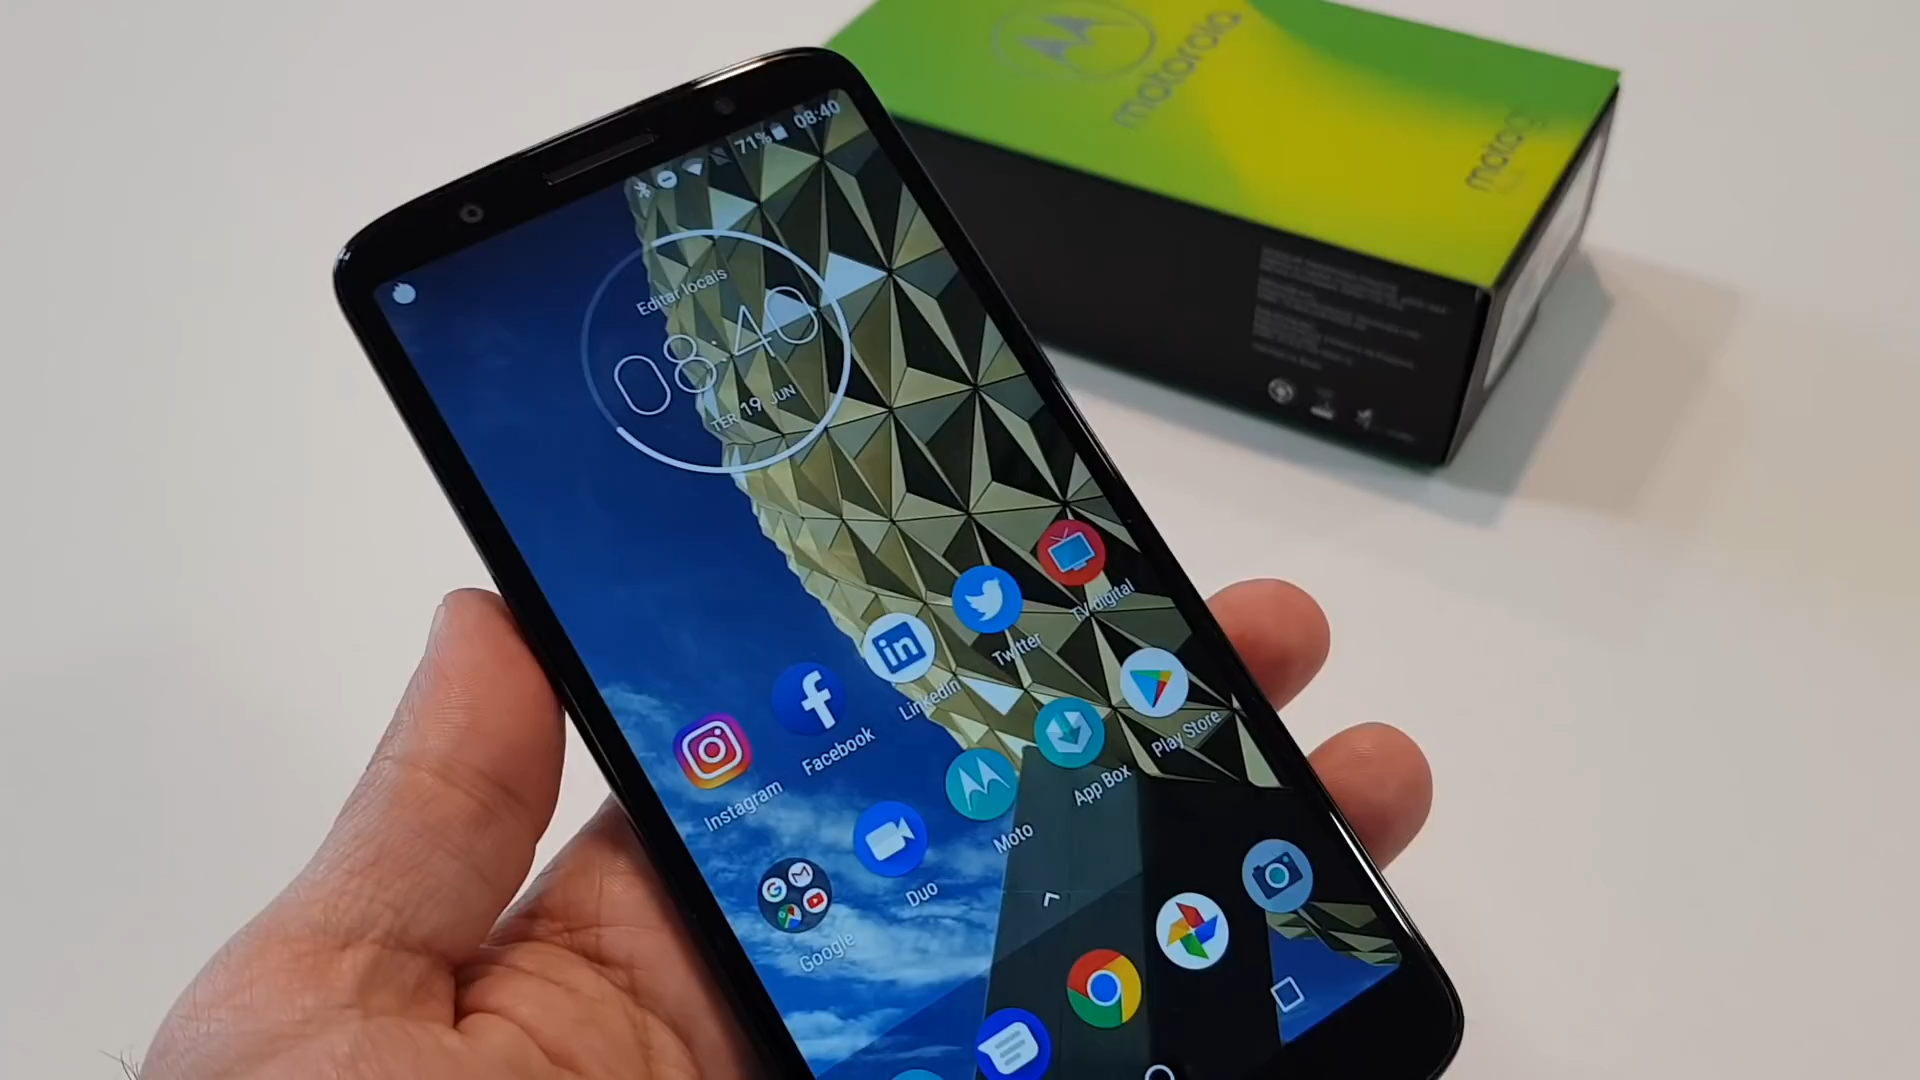 motorola
moto g
71% 08:40
Editar locais
08:40
TER 19 JUN
TV digital
Twitter
LinkedIn
Facebook
Instagram
Play Store
App Box
Moto
Duo
Google